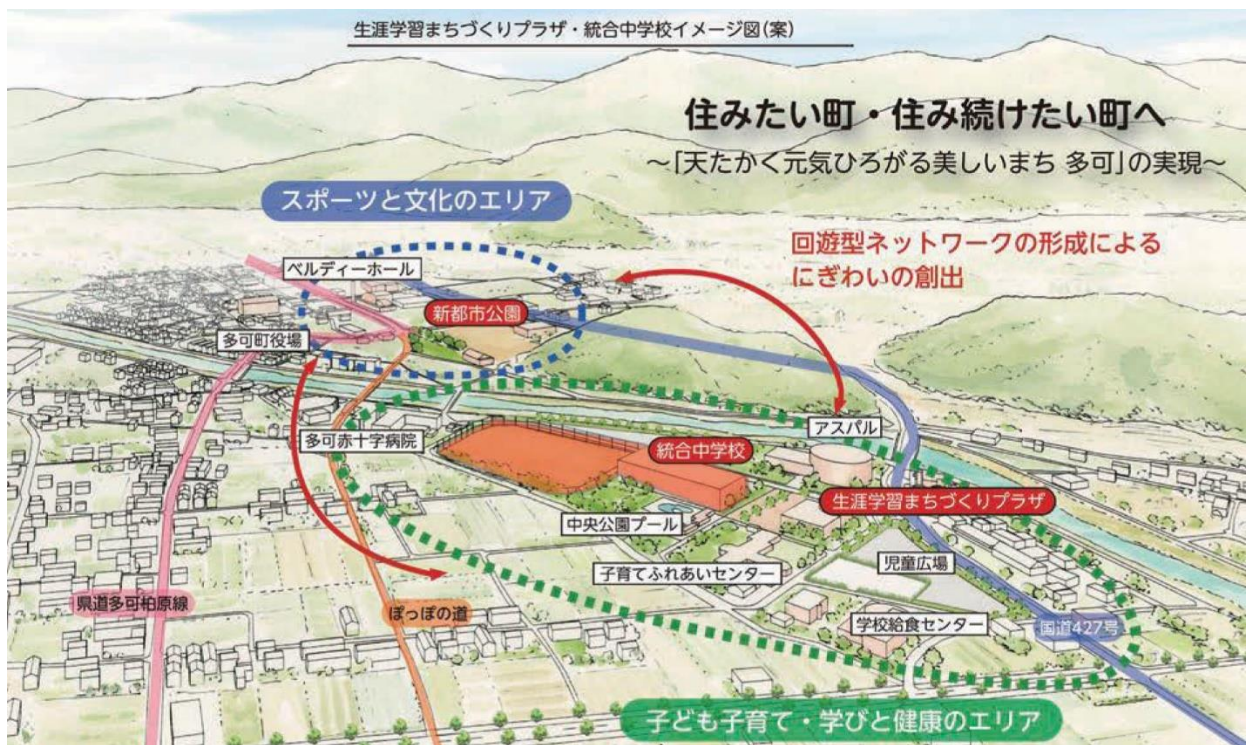 生涯学習まちづくりプラザ・統合中学校イメージ図(案)
住みたい町・住み続けたい町へ
～「天たかく元気ひろがる美しいまち 多可」の実現～
スポーツと文化のエリア
回遊型ネットワークの形成による
にぎわいの創出
ベルディーホール
新都市公園
多可町役場
アスパル
多可赤十字病院
統合中学校
生涯学習まちづくりプラザ
中央公園プール
児童広場
子育てふれあいセンター
県道多可柏原線
ぽっぽの道
学校給食センター
国道427号
子ども子育て・学びと健康のエリア